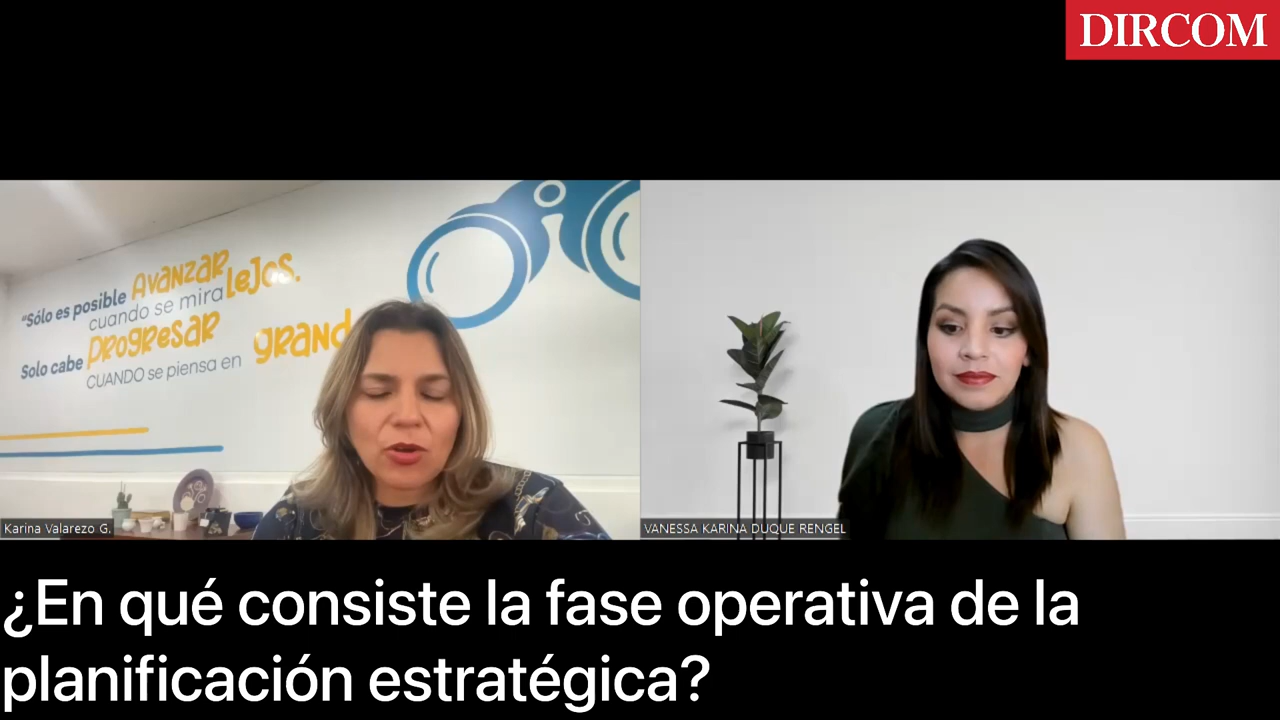 DIRCOM
"Sólo es posible AVANZAR
cuando se mira LeJOS.
Solo cabe PROGRESAR
CUANDO se piensa en GRAND
Karina Valarezo G.
VANESSA KARINA DUQUE RENGEL
¿En qué consiste la fase operativa de la
planificación estratégica?